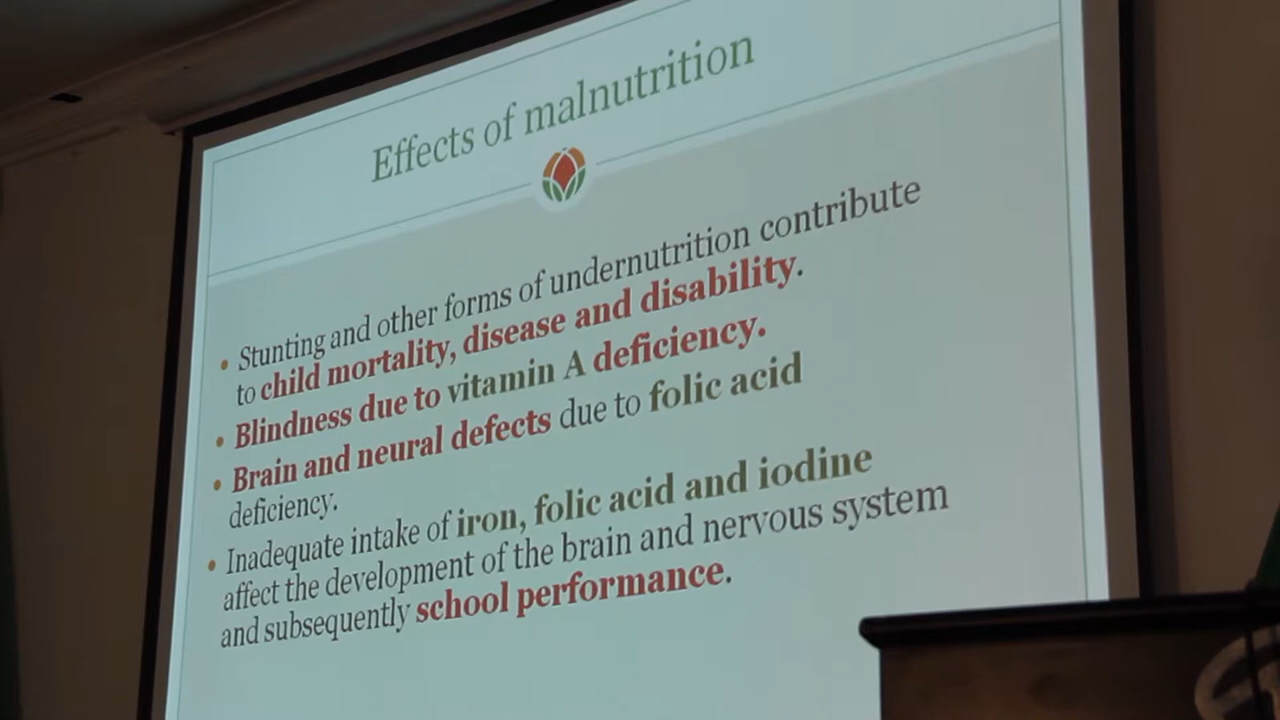 Effects of malnutrition
• Stunting and other forms of undernutrition contribute
to child mortality, disease and disability.
• Blindness due to vitamin A deficiency.
• Brain and neural defects due to folic acid
deficiency.
• Inadequate intake of iron, folic acid and iodine
affect the development of the brain and nervous system
and subsequently school performance.